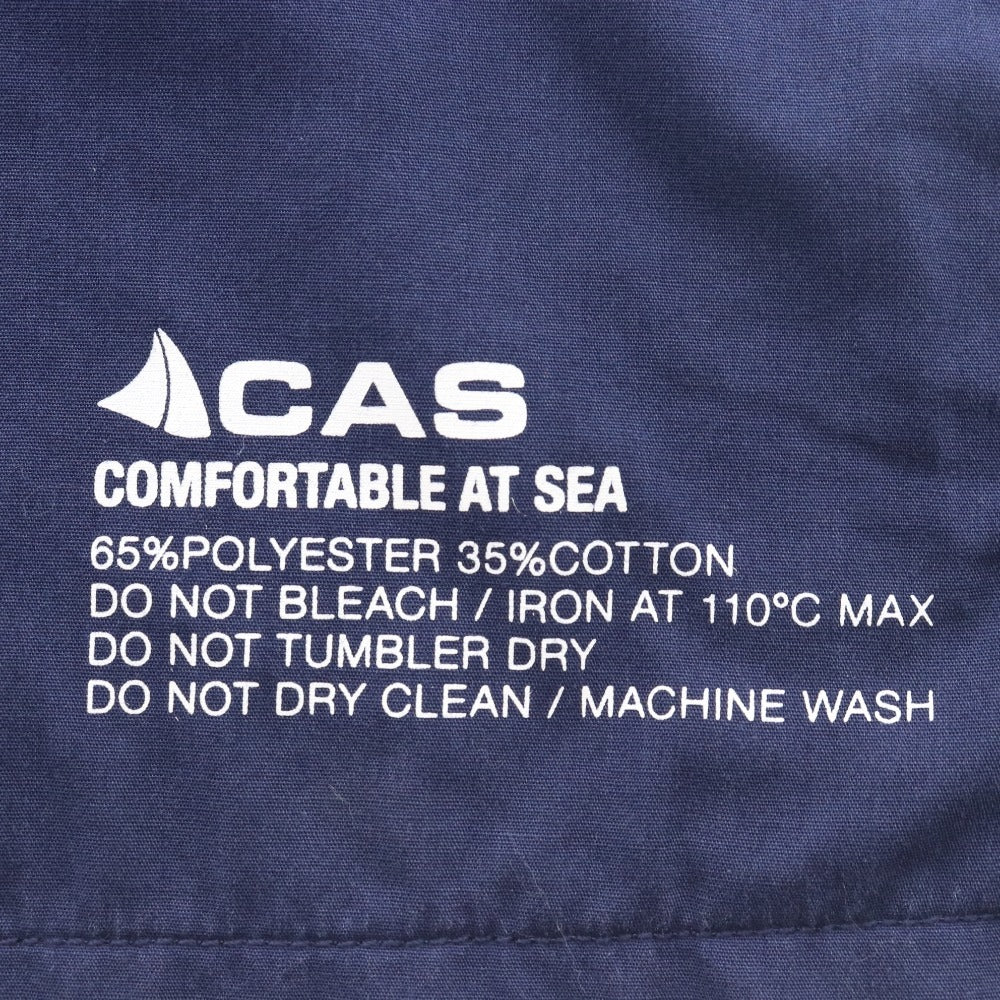 CAS
COMFORTABLE AT SEA
65%POLYESTER 35%COTTON
DO NOT BLEACH / IRON AT 110°C MAX
DO NOT TUMBLER DRY
DO NOT DRY CLEAN / MACHINE WASH